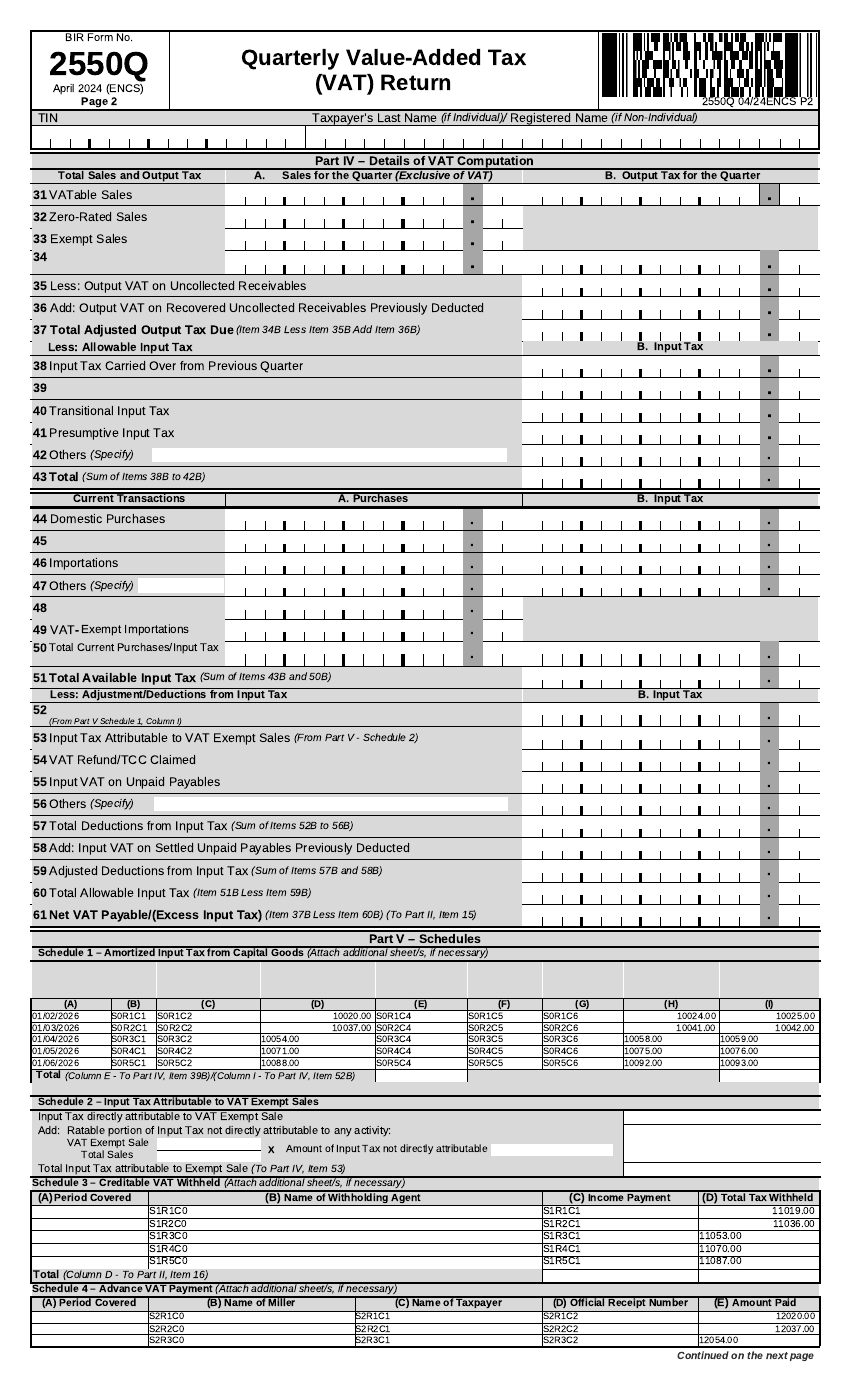 BIR Form No.
2550Q
April 2024 (ENCS)
Page 2
Quarterly Value-Added Tax
(VAT) Return
2550Q 04/24ENCS P2
TIN Taxpayer's Last Name (if Individual)/ Registered Name (if Non-Individual)
Part IV – Details of VAT Computation
Total Sales and Output Tax A. Sales for the Quarter (Exclusive of VAT) B. Output Tax for the Quarter
31 VATable Sales . .
32 Zero-Rated Sales .
33 Exempt Sales .
34 . .
35 Less: Output VAT on Uncollected Receivables .
36 Add: Output VAT on Recovered Uncollected Receivables Previously Deducted .
37 Total Adjusted Output Tax Due (Item 34B Less Item 35B Add Item 36B) .
Less: Allowable Input Tax B. Input Tax
38 Input Tax Carried Over from Previous Quarter .
39 .
40 Transitional Input Tax .
41 Presumptive Input Tax .
42 Others (Specify) .
43 Total (Sum of Items 38B to 42B) .
Current Transactions A. Purchases B. Input Tax
44 Domestic Purchases . .
45 . .
46 Importations . .
47 Others (Specify) . .
48 .
49 VAT-Exempt Importations .
50 Total Current Purchases/Input Tax . .
51 Total Available Input Tax (Sum of Items 43B and 50B) .
Less: Adjustment/Deductions from Input Tax B. Input Tax
52 .
(From Part V Schedule 1, Column I)
53 Input Tax Attributable to VAT Exempt Sales (From Part V - Schedule 2) .
54 VAT Refund/TCC Claimed .
55 Input VAT on Unpaid Payables .
56 Others (Specify) .
57 Total Deductions from Input Tax (Sum of Items 52B to 56B) .
58 Add: Input VAT on Settled Unpaid Payables Previously Deducted .
59 Adjusted Deductions from Input Tax (Sum of Items 57B and 58B) .
60 Total Allowable Input Tax (Item 51B Less Item 59B) .
61 Net VAT Payable/(Excess Input Tax) (Item 37B Less Item 60B) (To Part II, Item 15) .
Part V – Schedules
Schedule 1 – Amortized Input Tax from Capital Goods (Attach additional sheet/s, if necessary)
(A) (B) (C) (D) (E) (F) (G) (H) (I)
01/02/2026 S0R1C1 S0R1C2 10020.00 S0R1C4 S0R1C5 S0R1C6 10024.00 10025.00
01/03/2026 S0R2C1 S0R2C2 10037.00 S0R2C4 S0R2C5 S0R2C6 10041.00 10042.00
01/04/2026 S0R3C1 S0R3C2 10054.00 S0R3C4 S0R3C5 S0R3C6 10058.00 10059.00
01/05/2026 S0R4C1 S0R4C2 10071.00 S0R4C4 S0R4C5 S0R4C6 10075.00 10076.00
01/06/2026 S0R5C1 S0R5C2 10088.00 S0R5C4 S0R5C5 S0R5C6 10092.00 10093.00
Total (Column E - To Part IV, Item 39B)/(Column I - To Part IV, Item 52B)
Schedule 2 – Input Tax Attributable to VAT Exempt Sales
Input Tax directly attributable to VAT Exempt Sale
Add: Ratable portion of Input Tax not directly attributable to any activity:
VAT Exempt Sale
Total Sales x Amount of Input Tax not directly attributable
Total Input Tax attributable to Exempt Sale (To Part IV, Item 53)
Schedule 3 – Creditable VAT Withheld (Attach additional sheet/s, if necessary)
(A)Period Covered (B) Name of Withholding Agent (C) Income Payment (D) Total Tax Withheld
S1R1C0 S1R1C1 11019.00
S1R2C0 S1R2C1 11036.00
S1R3C0 S1R3C1 11053.00
S1R4C0 S1R4C1 11070.00
S1R5C0 S1R5C1 11087.00
Total (Column D - To Part II, Item 16)
Schedule 4 – Advance VAT Payment (Attach additional sheet/s, if necessary)
(A) Period Covered (B) Name of Miller (C) Name of Taxpayer (D) Official Receipt Number (E) Amount Paid
S2R1C0 S2R1C1 S2R1C2 12020.00
S2R2C0 S2R2C1 S2R2C2 12037.00
S2R3C0 S2R3C1 S2R3C2 12054.00
Continued on the next page